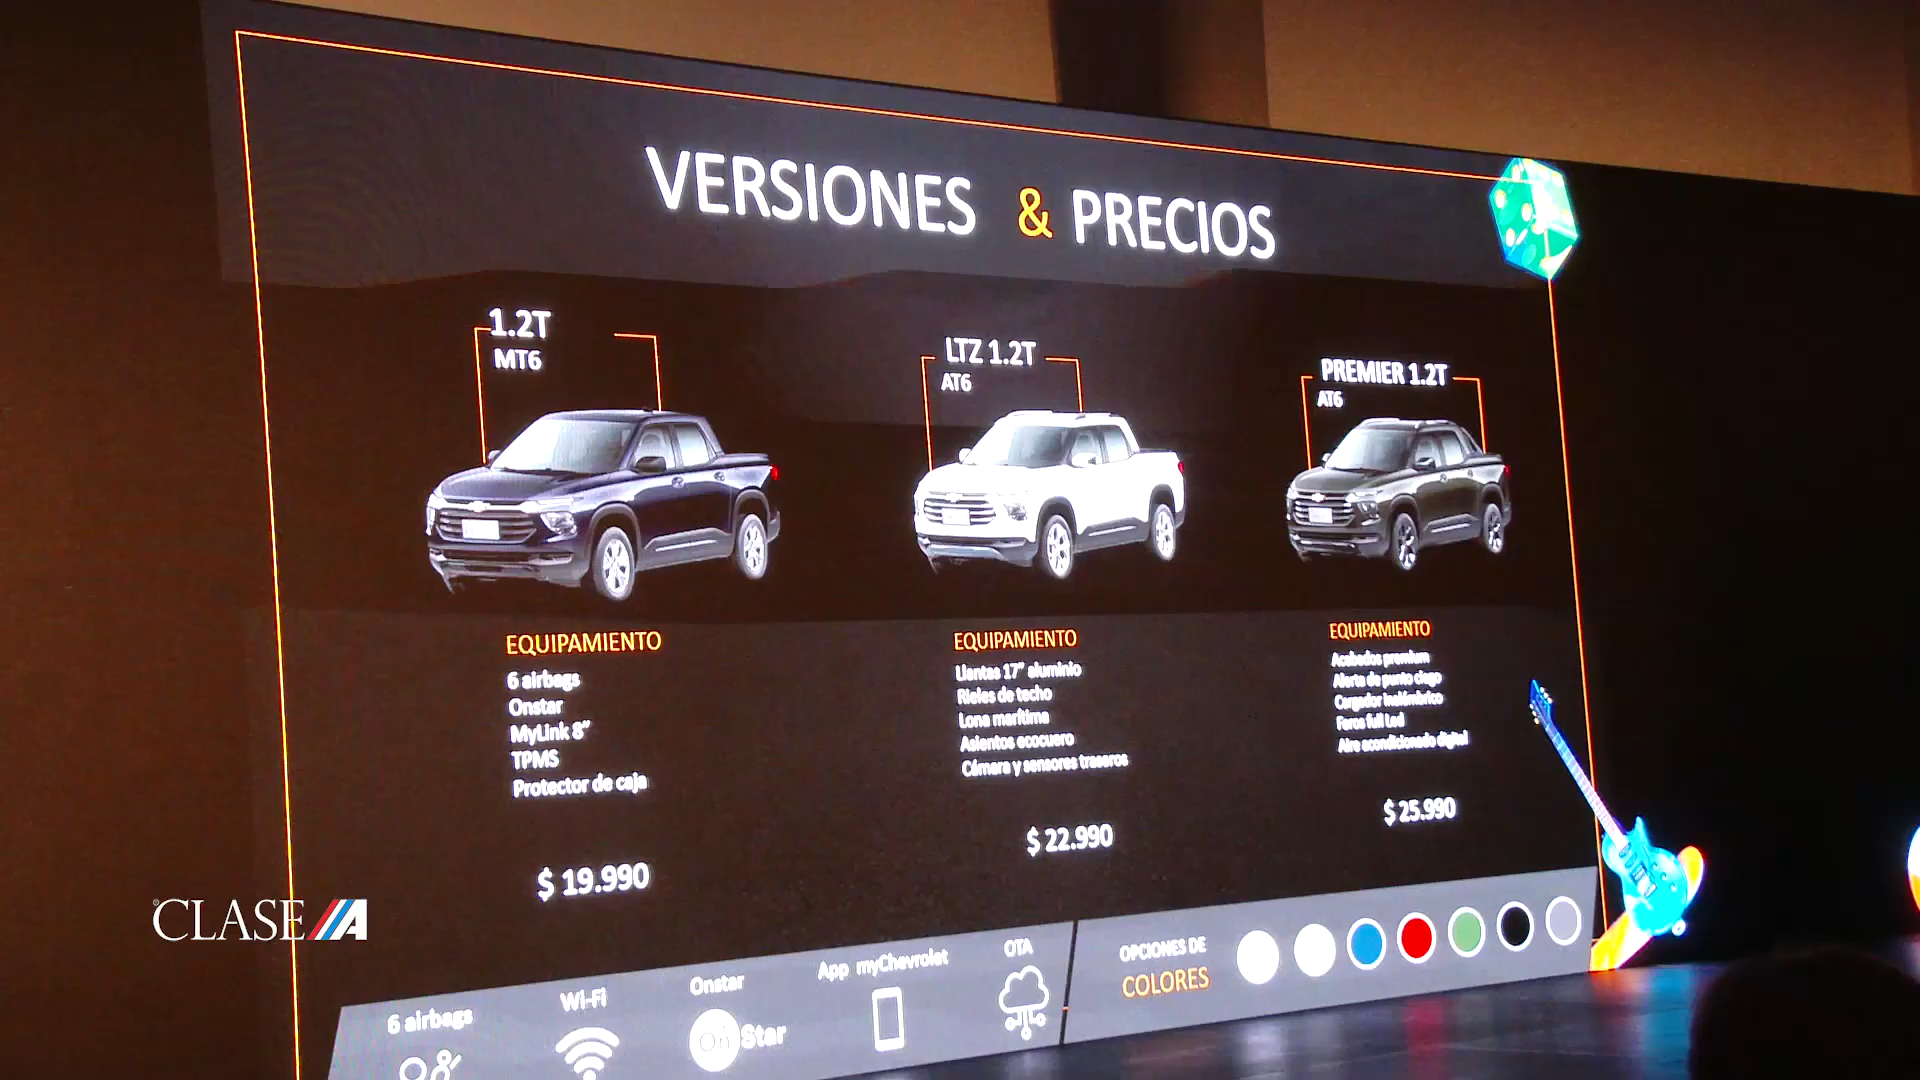 VERSIONES & PRECIOS
1.2T
MT6
EQUIPAMIENTO
6 airbags
Onstar
MyLink 8"
TPMS
Protector de caja
$ 19.990
LTZ 1.2T
AT6
EQUIPAMIENTO
Llantas 17" aluminio
Rieles de techo
Lona marítima
Asientos ecocuero
Cámara y sensores traseros
$ 22.990
PREMIER 1.2T
AT6
EQUIPAMIENTO
Acabados premium
Alerta de punto ciego
Cargador inalámbrico
Faros full Led
Aire acondicionado digital
$ 25.990
6 airbags
Wi-Fi
Onstar
OnStar
App myChevrolet
OTA
OPCIONES DE
COLORES
CLASE A